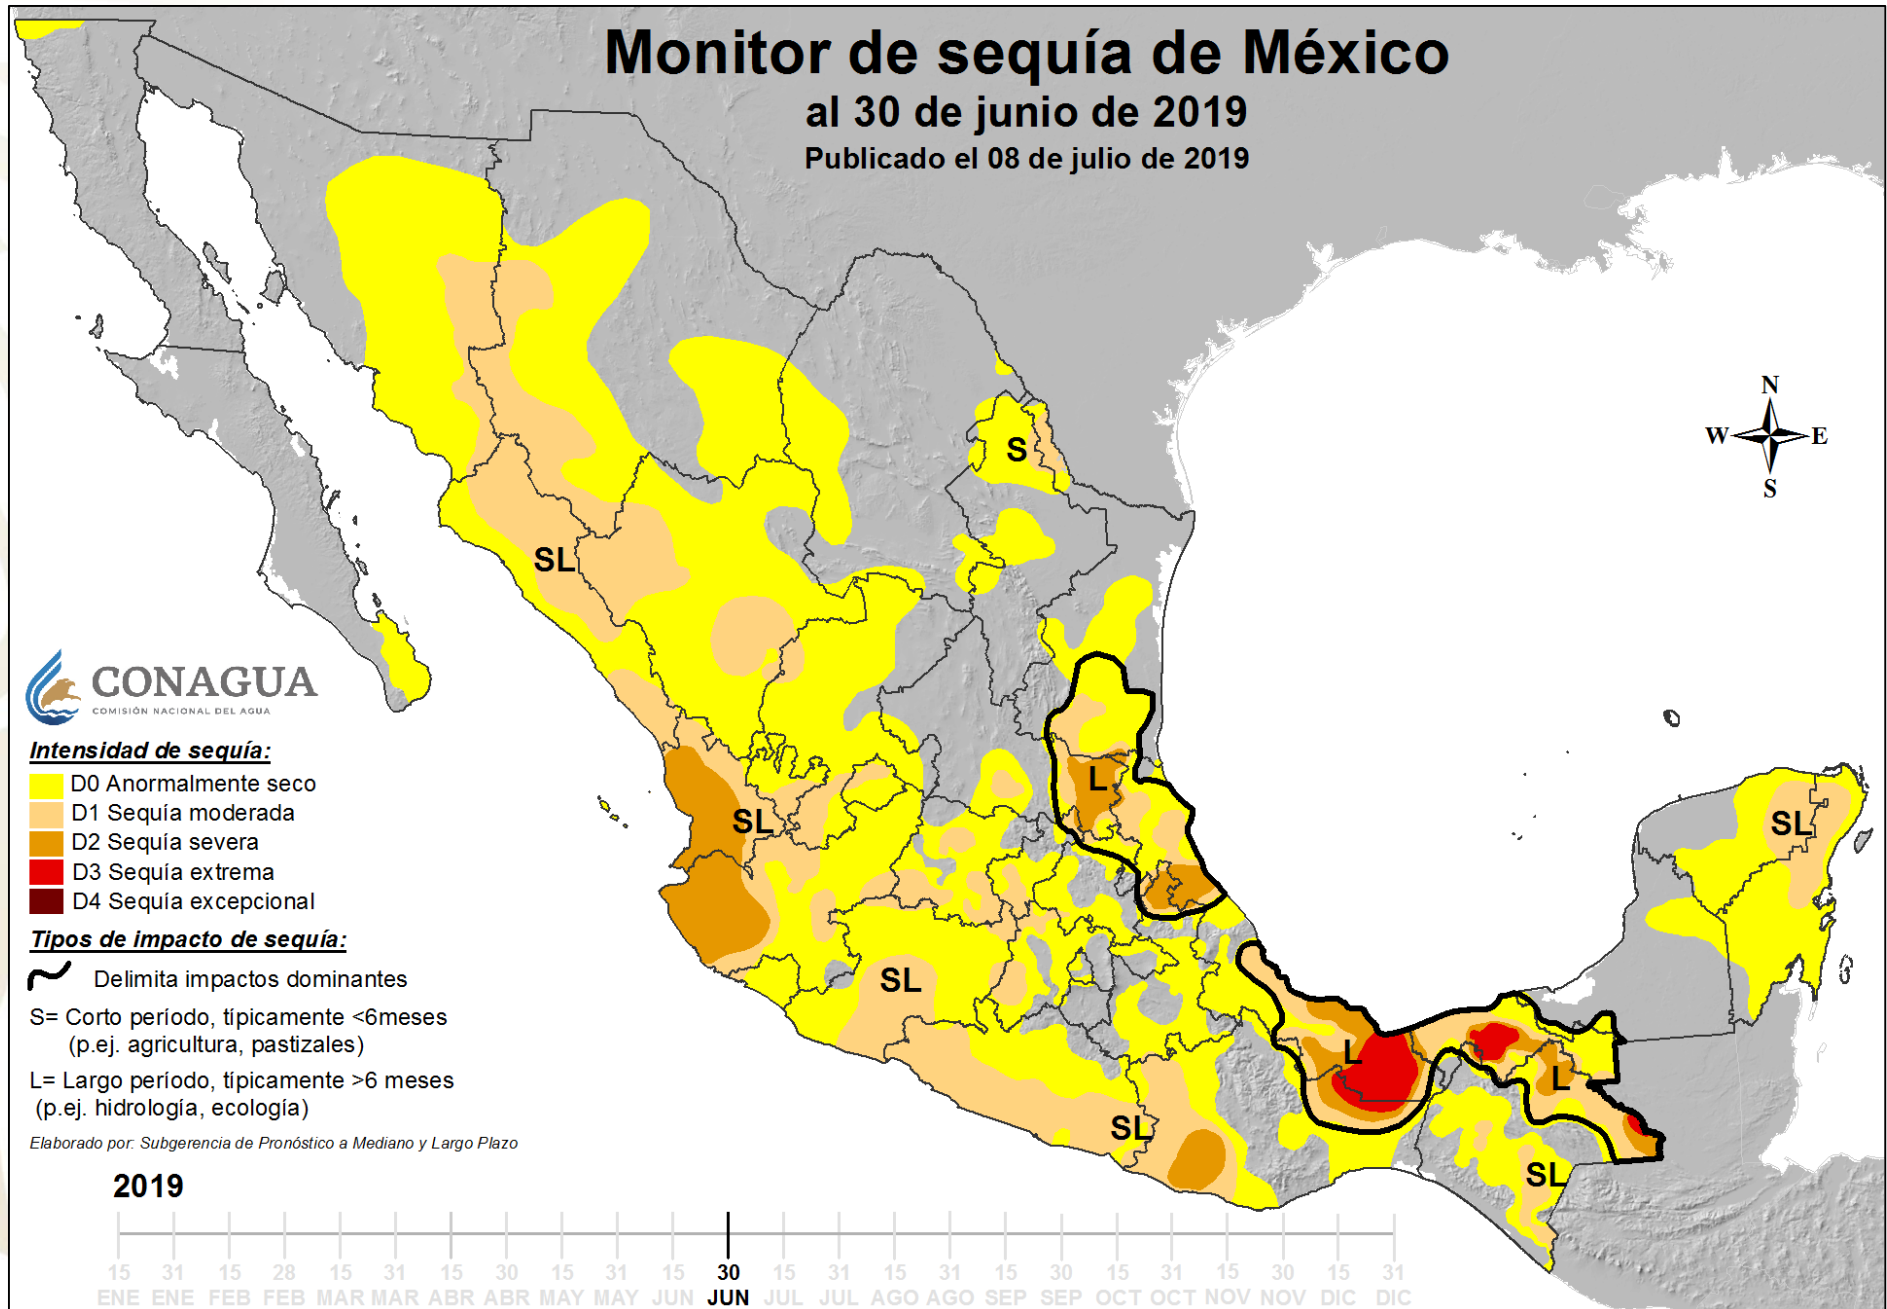 Monitor de sequía de México
al 30 de junio de 2019
Publicado el 08 de julio de 2019
N
W E
S
S
SL
CONAGUA
COMISIÓN NACIONAL DEL AGUA
Intensidad de sequía:
D0 Anormalmente seco
D1 Sequía moderada
D2 Sequía severa
D3 Sequía extrema
D4 Sequía excepcional
L
SL
SL
Tipos de impacto de sequía:
Delimita impactos dominantes
SL
S= Corto período, típicamente <6meses
(p.ej. agricultura, pastizales)
L
L= Largo período, típicamente >6 meses
(p.ej. hidrología, ecología)
L
SL
Elaborado por: Subgerencia de Pronóstico a Mediano y Largo Plazo
SL
2019
15 31 15 28 15 31 15 30 15 31 15 30 15 31 15 31 15 30 15 31 15 30 15 31
ENE ENE FEB FEB MAR MAR ABR ABR MAY MAY JUN JUN JUL JUL AGO AGO SEP SEP OCT OCT NOV NOV DIC DIC